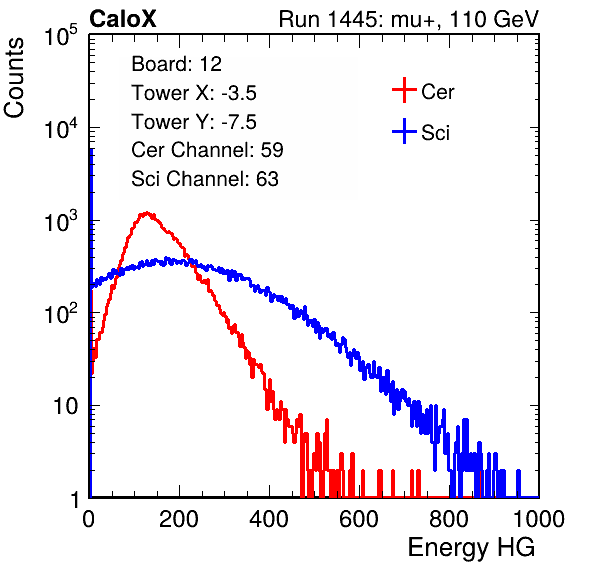 CaloX Run 1445: mu+, 110 GeV
Board: 12
Tower X: -3.5
Tower Y: -7.5
Cer Channel: 59
Sci Channel: 63
Cer
Sci
Counts
10^5
10^4
10^3
10^2
10
1
0 200 400 600 800 1000
Energy HG